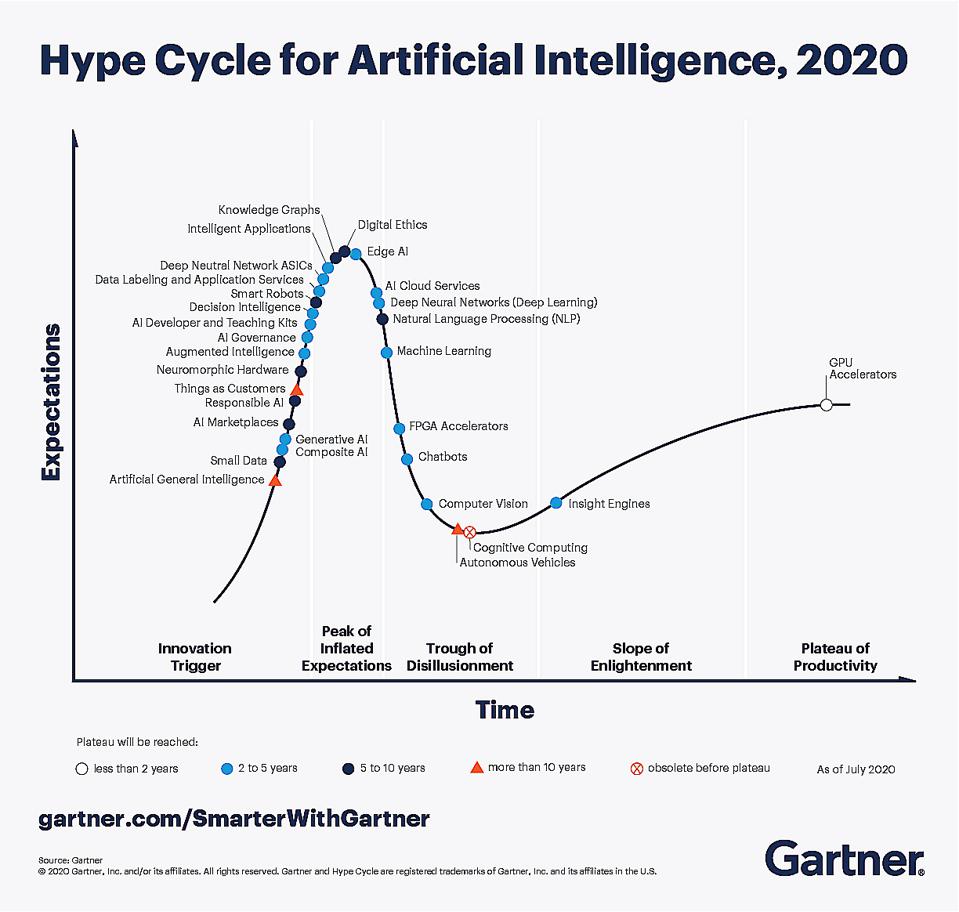 Hype Cycle for Artificial Intelligence, 2020
Expectations
Knowledge Graphs
Intelligent Applications
Deep Neutral Network ASICs
Data Labeling and Application Services
Smart Robots
Decision Intelligence
AI Developer and Teaching Kits
AI Governance
Augmented Intelligence
Neuromorphic Hardware
Things as Customers
Responsible AI
AI Marketplaces
Generative AI
Composite AI
Small Data
Artificial General Intelligence
Digital Ethics
Edge AI
AI Cloud Services
Deep Neural Networks (Deep Learning)
Natural Language Processing (NLP)
Machine Learning
FPGA Accelerators
Chatbots
Computer Vision
Cognitive Computing
Autonomous Vehicles
Insight Engines
GPU
Accelerators
Innovation
Trigger
Peak of
Inflated
Expectations
Trough of
Disillusionment
Slope of
Enlightenment
Plateau of
Productivity
Time
Plateau will be reached:
less than 2 years
2 to 5 years
5 to 10 years
more than 10 years
obsolete before plateau
As of July 2020
gartner.com/SmarterWithGartner
Source: Gartner
© 2020 Gartner, Inc. and/or its affiliates. All rights reserved. Gartner and Hype Cycle are registered trademarks of Gartner, Inc. and its affiliates in the U.S.
Gartner®